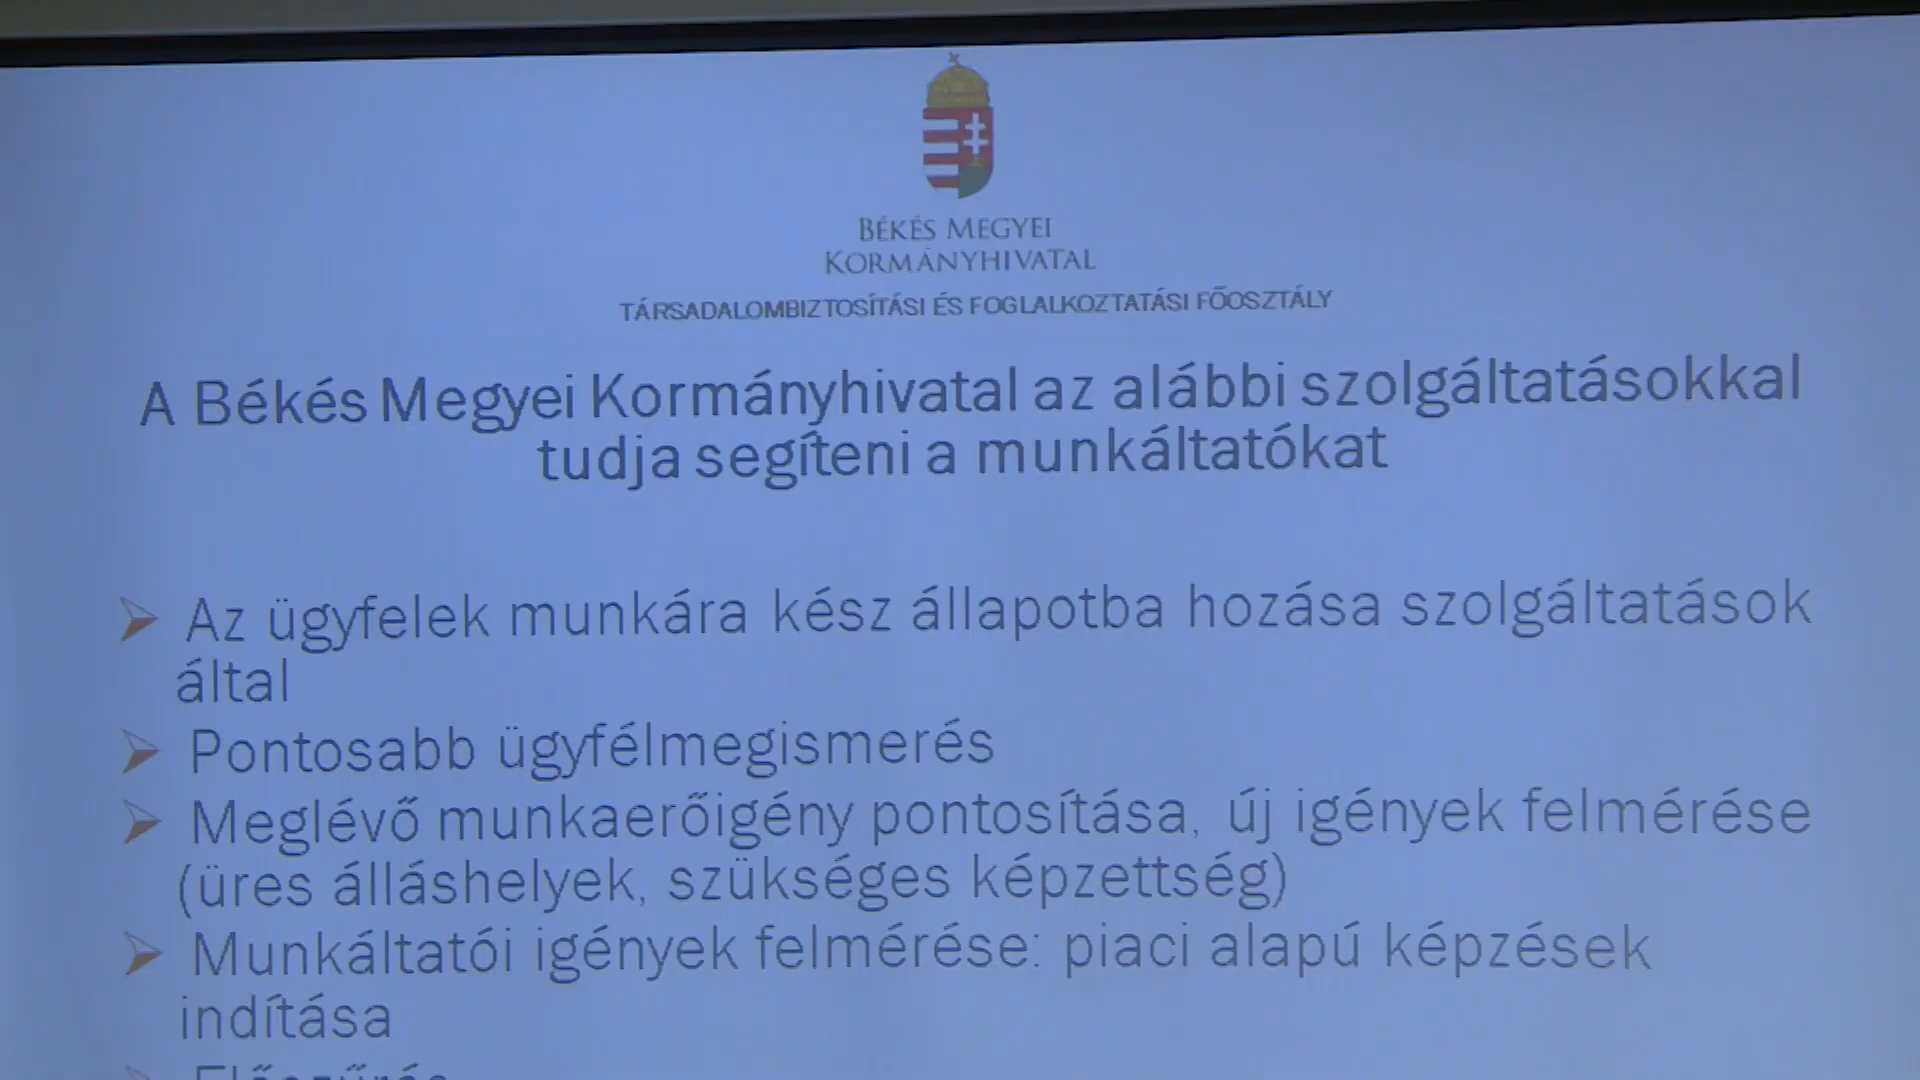 BÉKÉS MEGYEI
KORMÁNYHIVATAL
TÁRSADALOMBIZTOSÍTÁSI ÉS FOGLALKOZTATÁSI FŐOSZTÁLY
A Békés Megyei Kormányhivatal az alábbi szolgáltatásokkal
tudja segíteni a munkáltatókat
Az ügyfelek munkára kész állapotba hozása szolgáltatások
által
Pontosabb ügyfélmegismerés
Meglévő munkaerőigény pontosítása, új igények felmérése
(üres álláshelyek, szükséges képzettség)
Munkáltatói igények felmérése: piaci alapú képzések
indítása